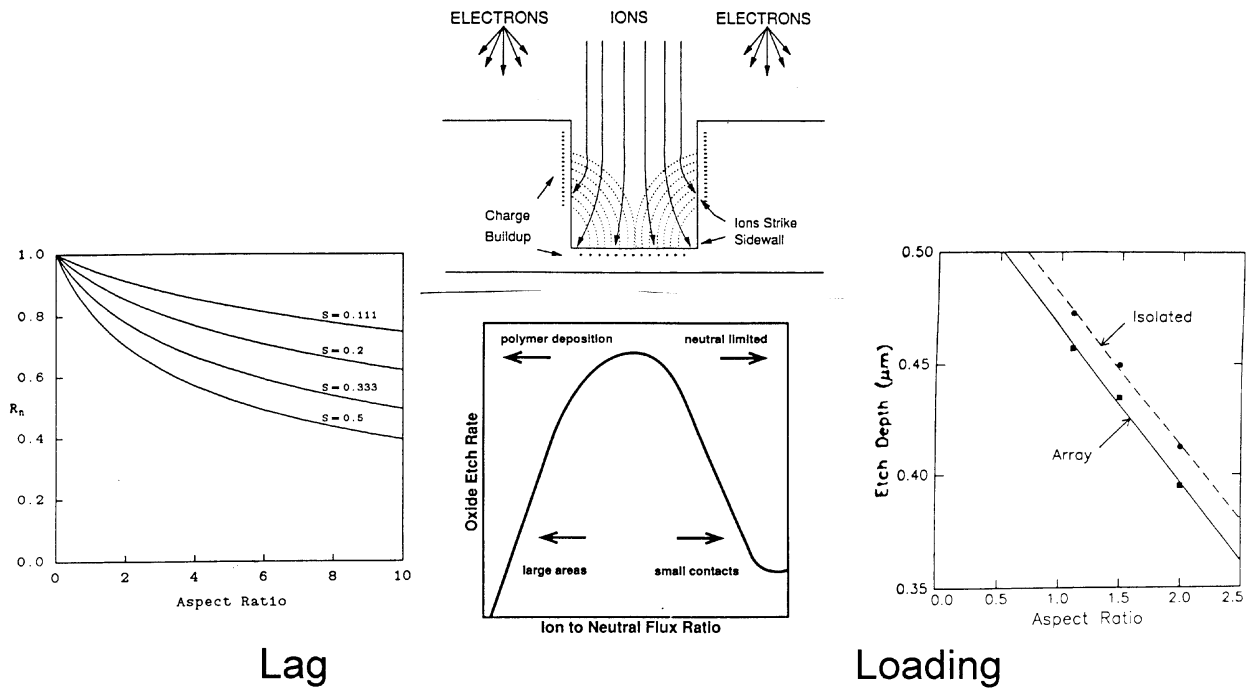 ELECTRONS
IONS
ELECTRONS
Charge
Buildup
Ions Strike
Sidewall
1.0
0.8
0.6
Rn
0.4
0.2
0.0
S=0.111
S=0.2
S=0.333
S=0.5
0 2 4 6 8 10
Aspect Ratio
Lag
polymer deposition
neutral limited
Oxide Etch Rate
large areas
small contacts
Ion to Neutral Flux Ratio
0.50
0.45
0.40
0.35
Etch Depth (μm)
Isolated
Array
0.0 0.5 1.0 1.5 2.0 2.5
Aspect Ratio
Loading